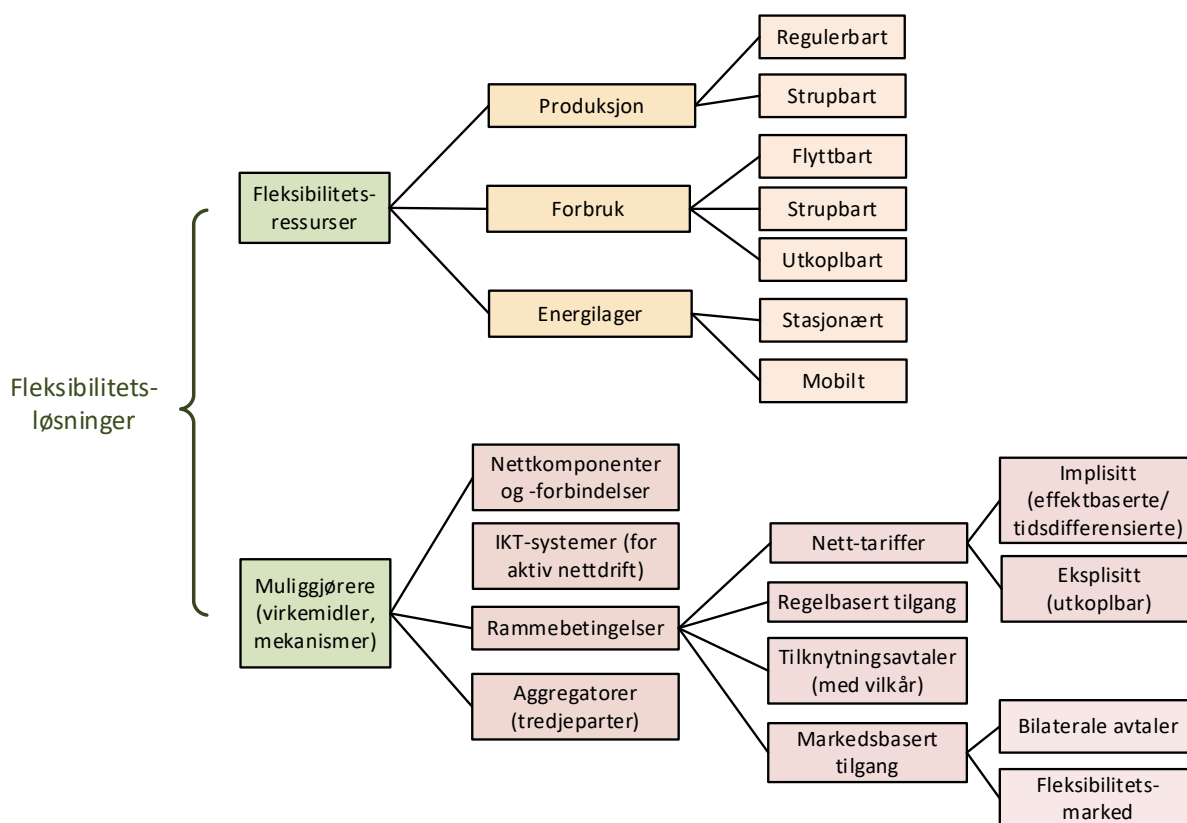 Fleksibilitets-
løsninger
Fleksibilitets-
ressurser
Produksjon
Regulerbart
Strupbart
Forbruk
Flyttbart
Strupbart
Utkoplbart
Energilager
Stasjonært
Mobilt
Muliggjørere
(virkemidler,
mekanismer)
Nettkomponenter
og -forbindelser
IKT-systemer (for
aktiv nettdrift)
Rammebetingelser
Aggregatorer
(tredjeparter)
Nett-tariffer
Implisitt
(effektbaserte/
tidsdifferensierte)
Eksplisitt
(utkoplbar)
Regelbasert tilgang
Tilknytningsavtaler
(med vilkår)
Markedsbasert
tilgang
Bilaterale avtaler
Fleksibilitets-
marked